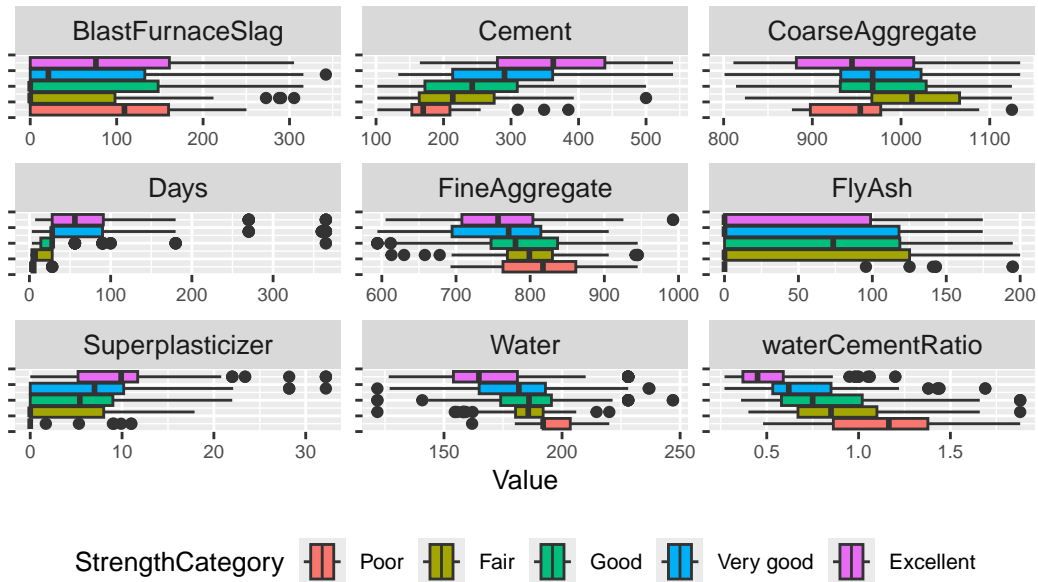 BlastFurnaceSlag Cement CoarseAggregate
0 100 200 300 100 200 300 400 500 800 900 1000 1100
Days FineAggregate FlyAsh
0 100 200 300 600 700 800 900 1000 0 50 100 150 200
Superplasticizer Water waterCementRatio
0 10 20 30 150 200 250 0.5 1.0 1.5
Value
StrengthCategory Poor Fair Good Very good Excellent